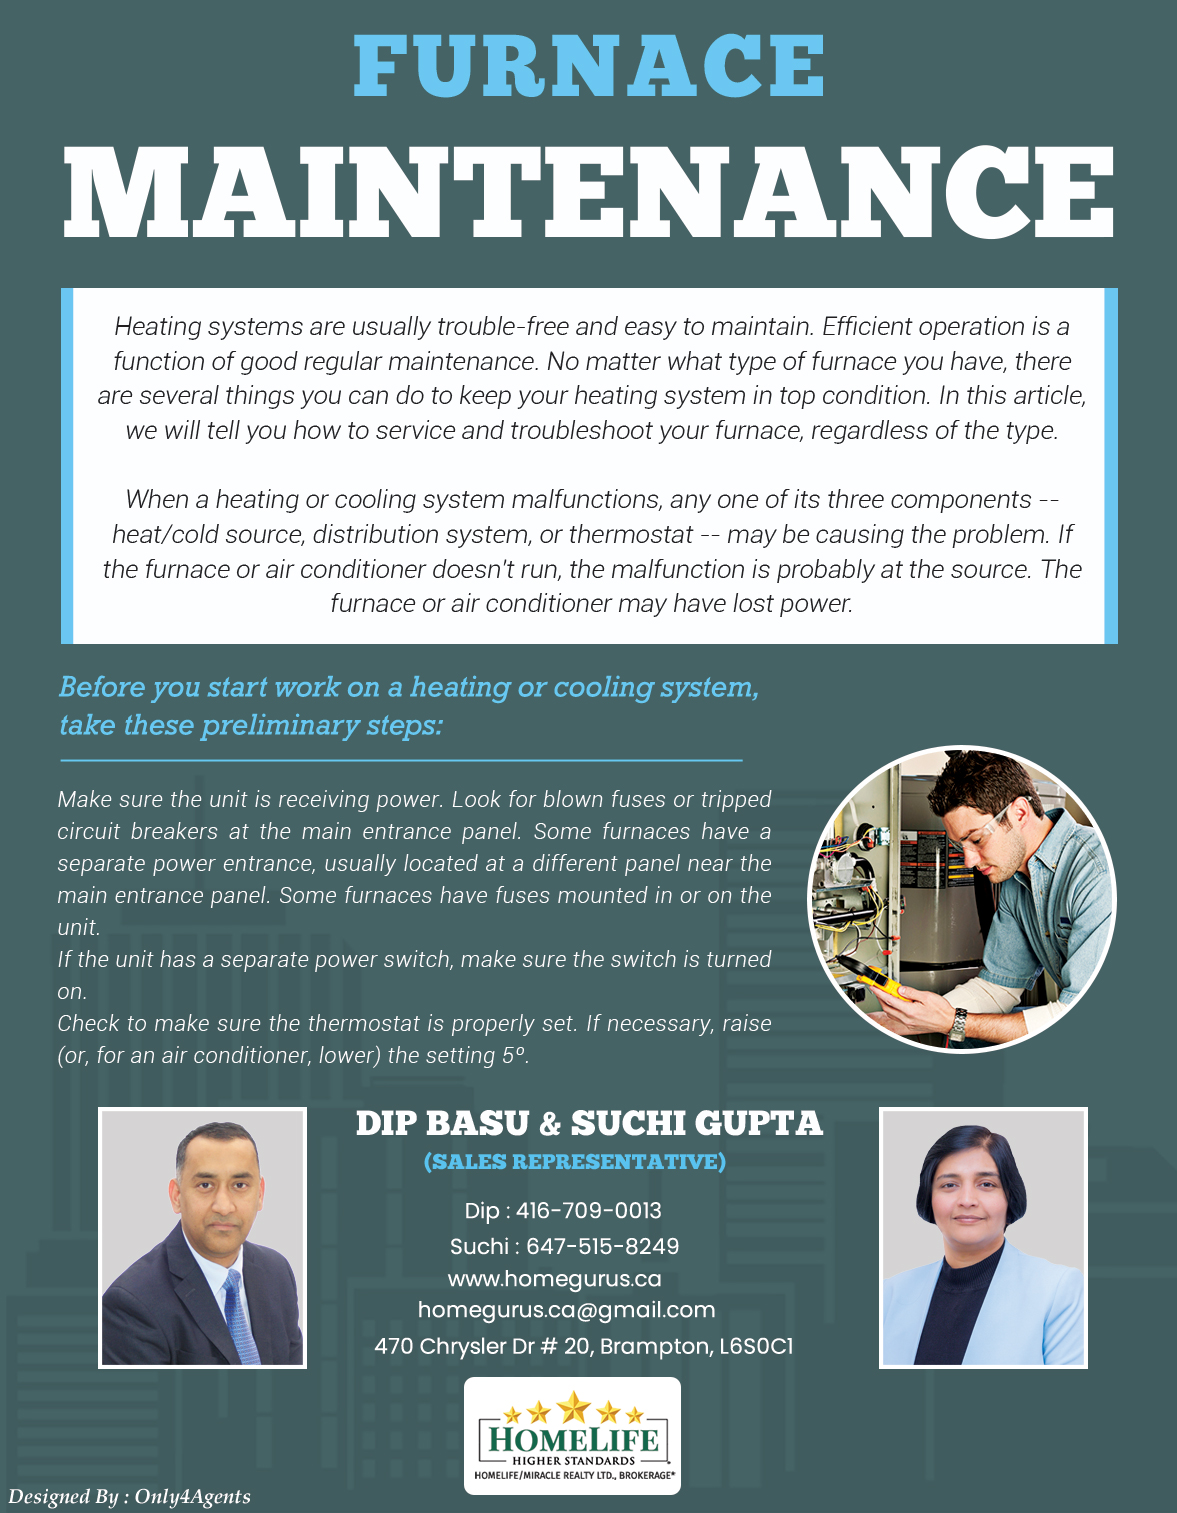 FURNACE
MAINTENANCE
Heating systems are usually trouble-free and easy to maintain. Efficient operation is a
function of good regular maintenance. No matter what type of furnace you have, there
are several things you can do to keep your heating system in top condition. In this article,
we will tell you how to service and troubleshoot your furnace, regardless of the type.
When a heating or cooling system malfunctions, any one of its three components --
heat/cold source, distribution system, or thermostat -- may be causing the problem. If
the furnace or air conditioner doesn't run, the malfunction is probably at the source. The
furnace or air conditioner may have lost power.
Before you start work on a heating or cooling system,
take these preliminary steps:
Make sure the unit is receiving power. Look for blown fuses or tripped
circuit breakers at the main entrance panel. Some furnaces have a
separate power entrance, usually located at a different panel near the
main entrance panel. Some furnaces have fuses mounted in or on the
unit.
If the unit has a separate power switch, make sure the switch is turned
on.
Check to make sure the thermostat is properly set. If necessary, raise
(or, for an air conditioner, lower) the setting 5º.
DIP BASU & SUCHI GUPTA
(SALES REPRESENTATIVE)
Dip : 416-709-0013
Suchi : 647-515-8249
www.homegurus.ca
homegurus.ca@gmail.com
470 Chrysler Dr # 20, Brampton, L6S0C1
HOMELIFE
HIGHER STANDARDS
HOMELIFE/MIRACLE REALTY LTD., BROKERAGE*
Designed By : Only4Agents